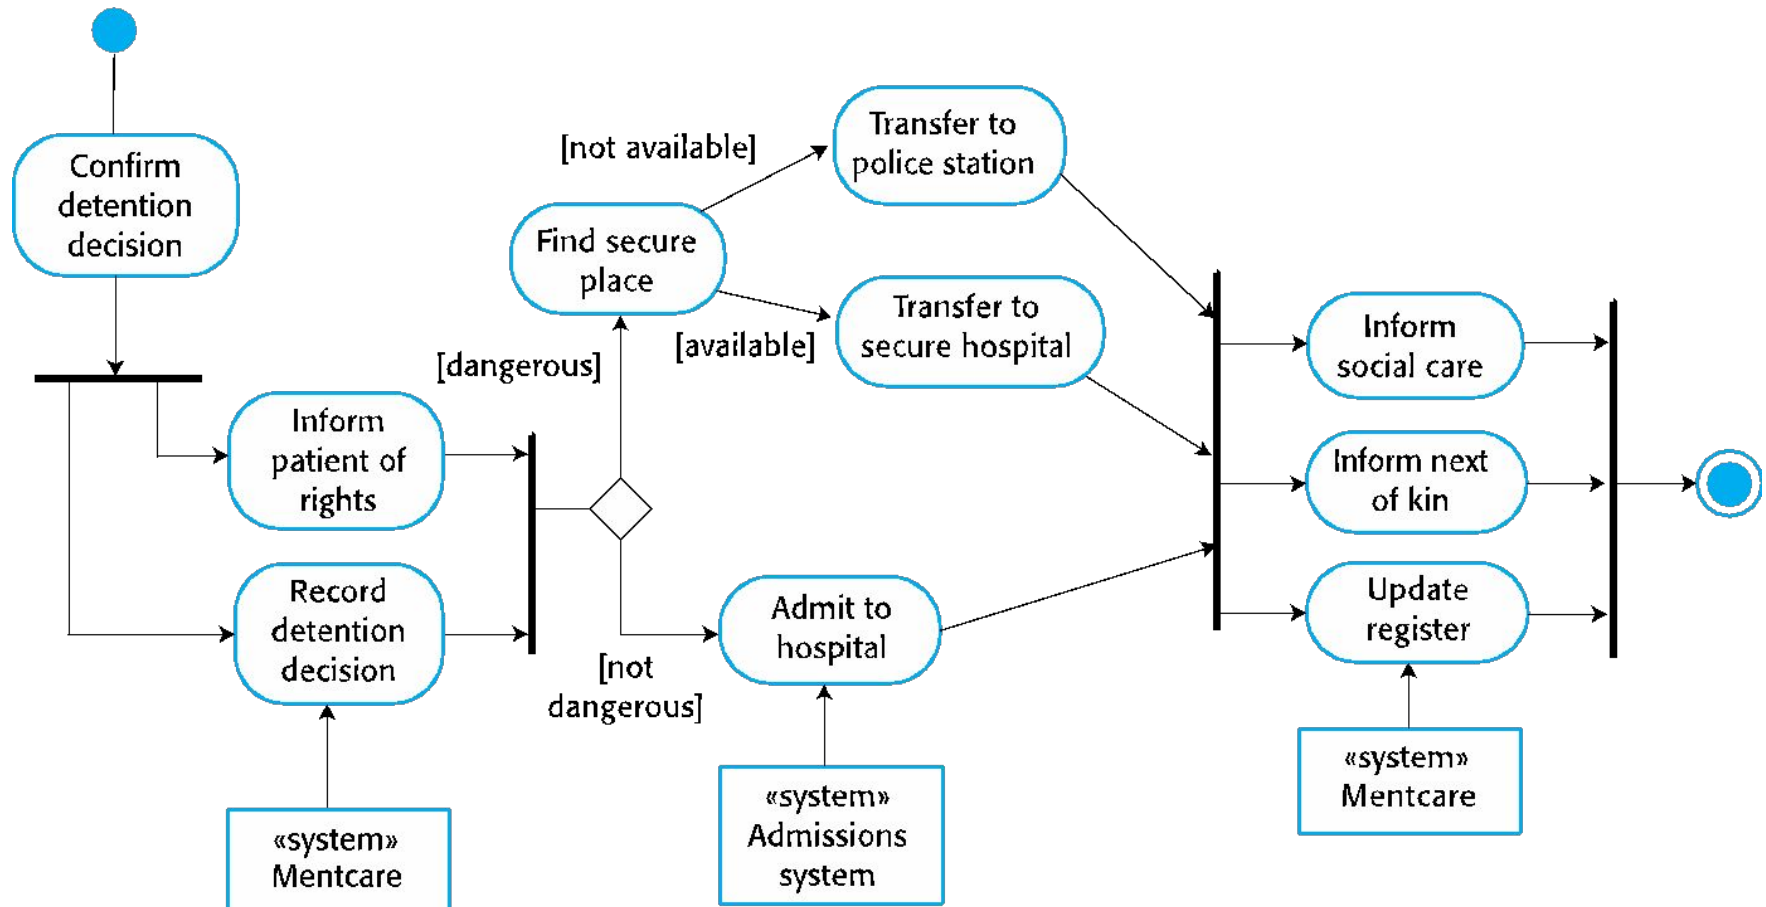 Confirm
detention
decision
Inform
patient of
rights
Record
detention
decision
«system»
Mentcare
[dangerous]
[not
dangerous]
Find secure
place
[not available]
[available]
Transfer to
police station
Transfer to
secure hospital
Admit to
hospital
«system»
Admissions
system
Inform
social care
Inform next
of kin
Update
register
«system»
Mentcare